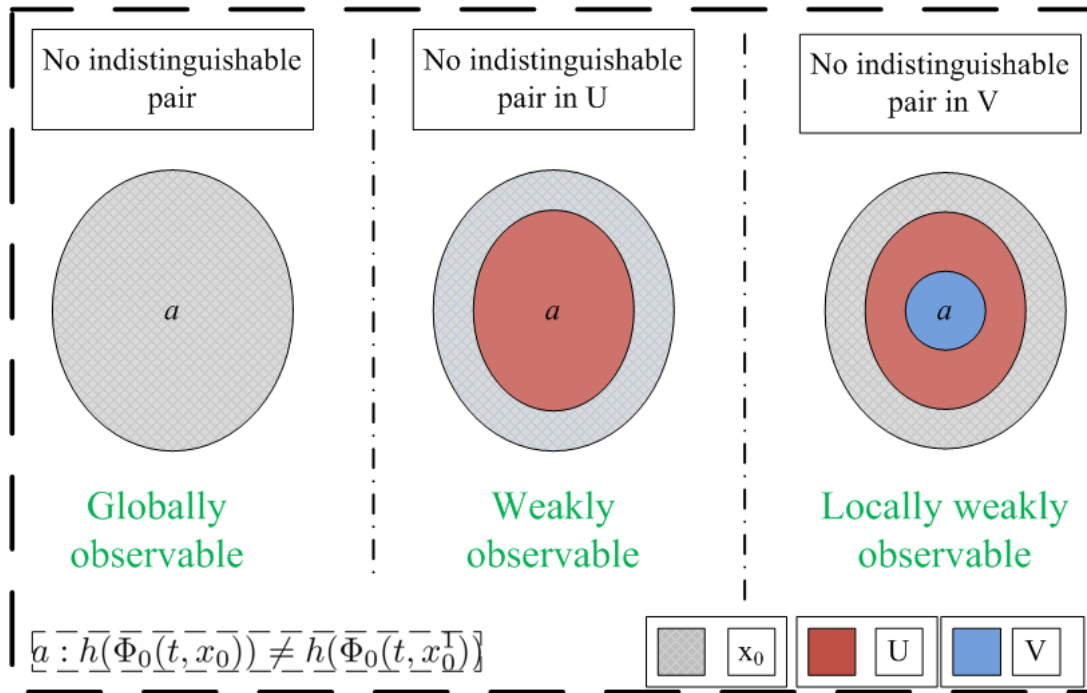 No indistinguishable
pair
No indistinguishable
pair in U
No indistinguishable
pair in V
a
a
a
Globally
observable
Weakly
observable
Locally weakly
observable
a : h(Φ₀(t, x₀)) ≠ h(Φ₀(t, x₀¹))
x₀
U
V